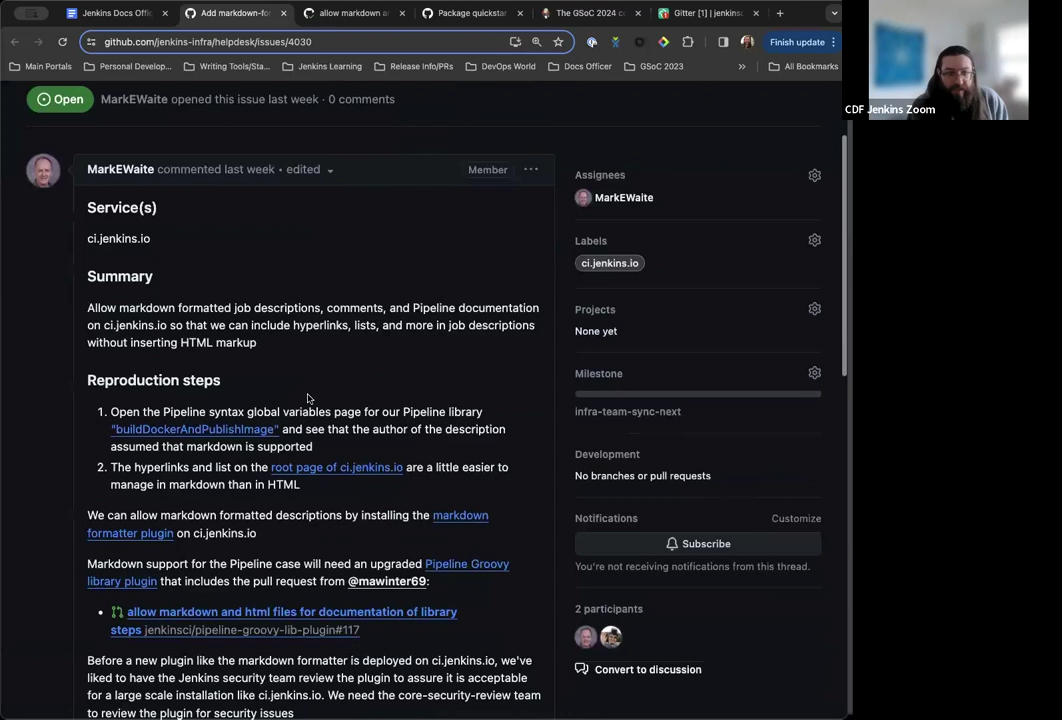 Jenkins Docs Offic
Add markdown-for
allow markdown an
Package quickstar
The GSoC 2024 co
Gitter [1] | jenkinsc
github.com/jenkins-infra/helpdesk/issues/4030
Finish update
Main Portals
Personal Develop...
Writing Tools/Sta...
Jenkins Learning
Release Info/PRs
DevOps World
Docs Officer
GSoC 2023
»
All Bookmarks
CDF Jenkins Zoom
Open
MarkEWaite opened this issue last week · 0 comments
MarkEWaite commented last week • edited
Member
Service(s)
ci.jenkins.io
Summary
Allow markdown formatted job descriptions, comments, and Pipeline documentation
on ci.jenkins.io so that we can include hyperlinks, lists, and more in job descriptions
without inserting HTML markup
Reproduction steps
1. Open the Pipeline syntax global variables page for our Pipeline library
"buildDockerAndPublishImage" and see that the author of the description
assumed that markdown is supported
2. The hyperlinks and list on the root page of ci.jenkins.io are a little easier to
manage in markdown than in HTML
We can allow markdown formatted descriptions by installing the markdown
formatter plugin on ci.jenkins.io
Markdown support for the Pipeline case will need an upgraded Pipeline Groovy
library plugin that includes the pull request from @mawinter69:
• allow markdown and html files for documentation of library
steps jenkinsci/pipeline-groovy-lib-plugin#117
Before a new plugin like the markdown formatter is deployed on ci.jenkins.io, we've
liked to have the Jenkins security team review the plugin to assure it is acceptable
for a large scale installation like ci.jenkins.io. We need the core-security-review team
to review the plugin for security issues
Assignees
MarkEWaite
Labels
ci.jenkins.io
Projects
None yet
Milestone
infra-team-sync-next
Development
No branches or pull requests
Notifications
Customize
Subscribe
You're not receiving notifications from this thread.
2 participants
Convert to discussion